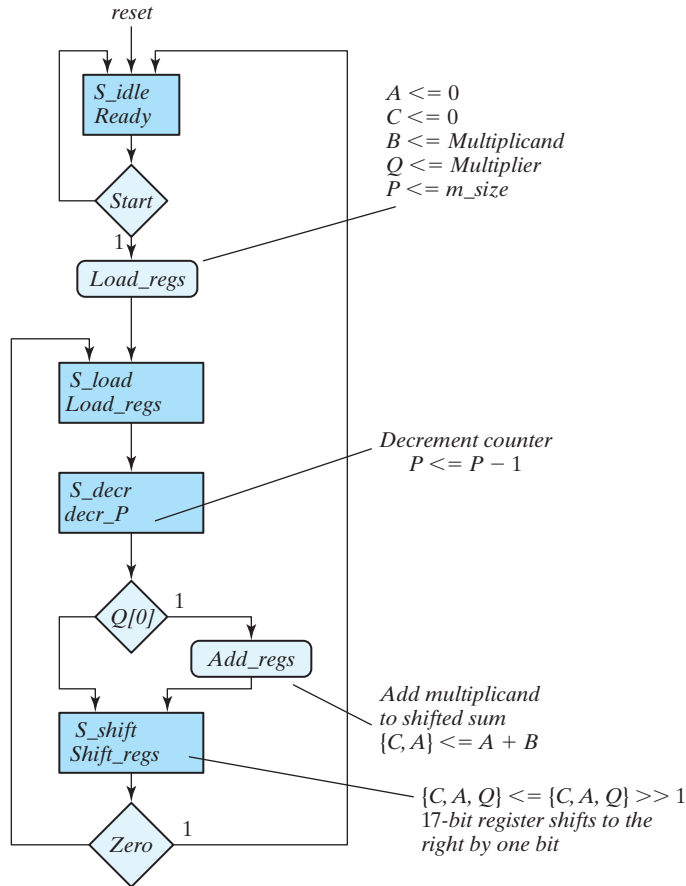 reset
S_idle
Ready
Start
1
Load_regs
A <= 0
C <= 0
B <= Multiplicand
Q <= Multiplier
P <= m_size
S_load
Load_regs
S_decr
decr_P
Decrement counter
P <= P − 1
Q[0]
1
Add_regs
Add multiplicand
to shifted sum
{C, A} <= A + B
S_shift
Shift_regs
{C, A, Q} <= {C, A, Q} >> 1
17-bit register shifts to the
right by one bit
Zero
1